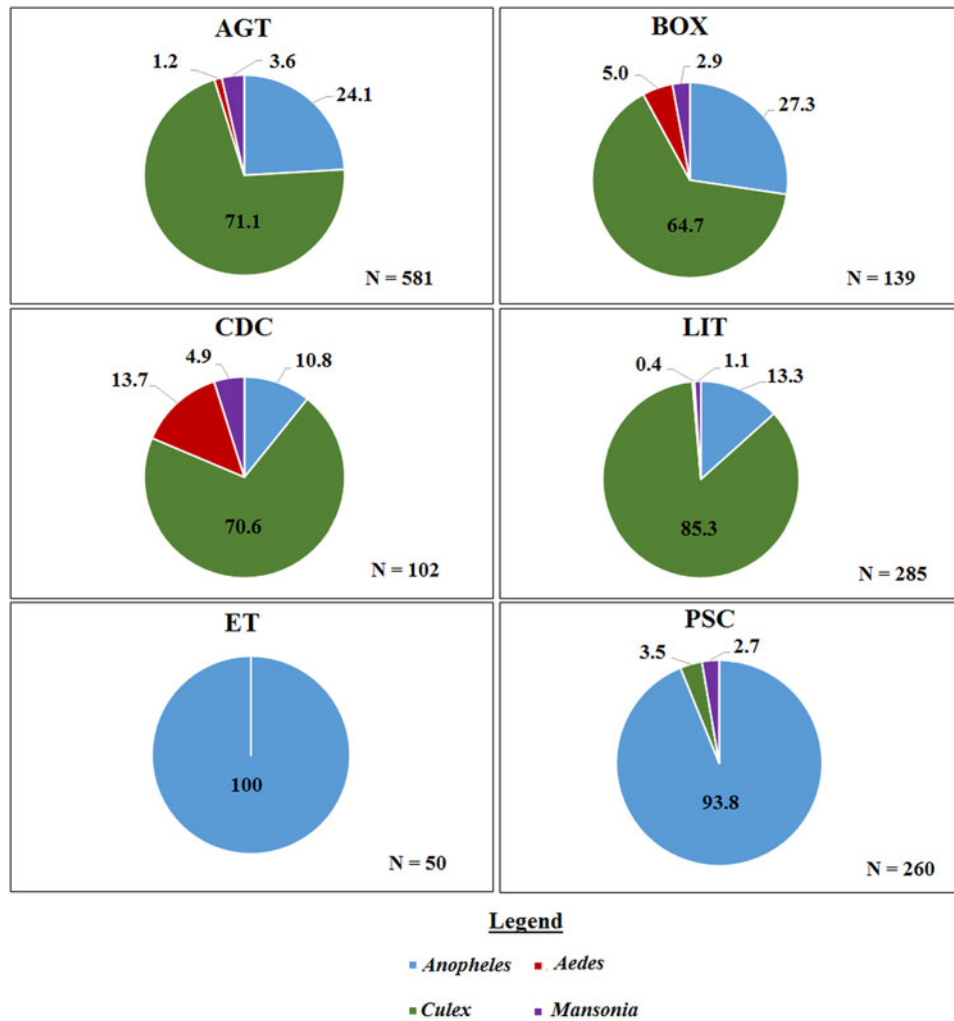 AGT
1.2
3.6
24.1
71.1
N = 581
BOX
5.0
2.9
27.3
64.7
N = 139
CDC
13.7
4.9
10.8
70.6
N = 102
LIT
0.4
1.1
13.3
85.3
N = 285
ET
100
N = 50
PSC
3.5
2.7
93.8
N = 260
Legend
Anopheles
Aedes
Culex
Mansonia